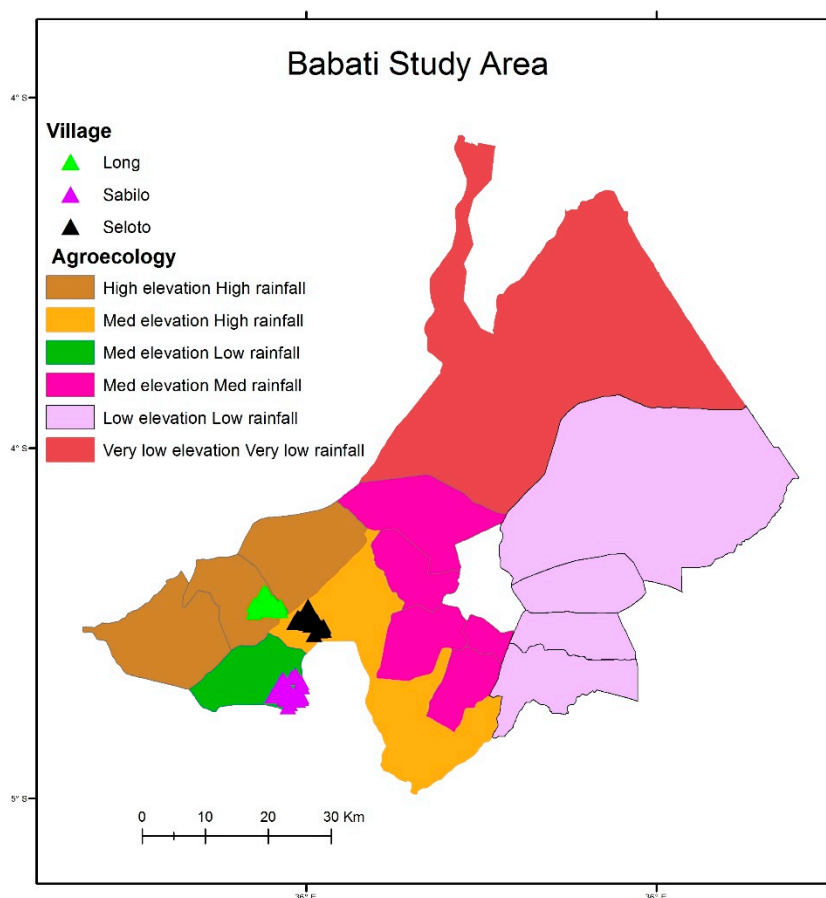 Babati Study Area
4° S
Village
Long
Sabilo
Seloto
Agroecology
High elevation High rainfall
Med elevation High rainfall
Med elevation Low rainfall
Med elevation Med rainfall
Low elevation Low rainfall
Very low elevation Very low rainfall
4° S
5° S
0 10 20 30 Km